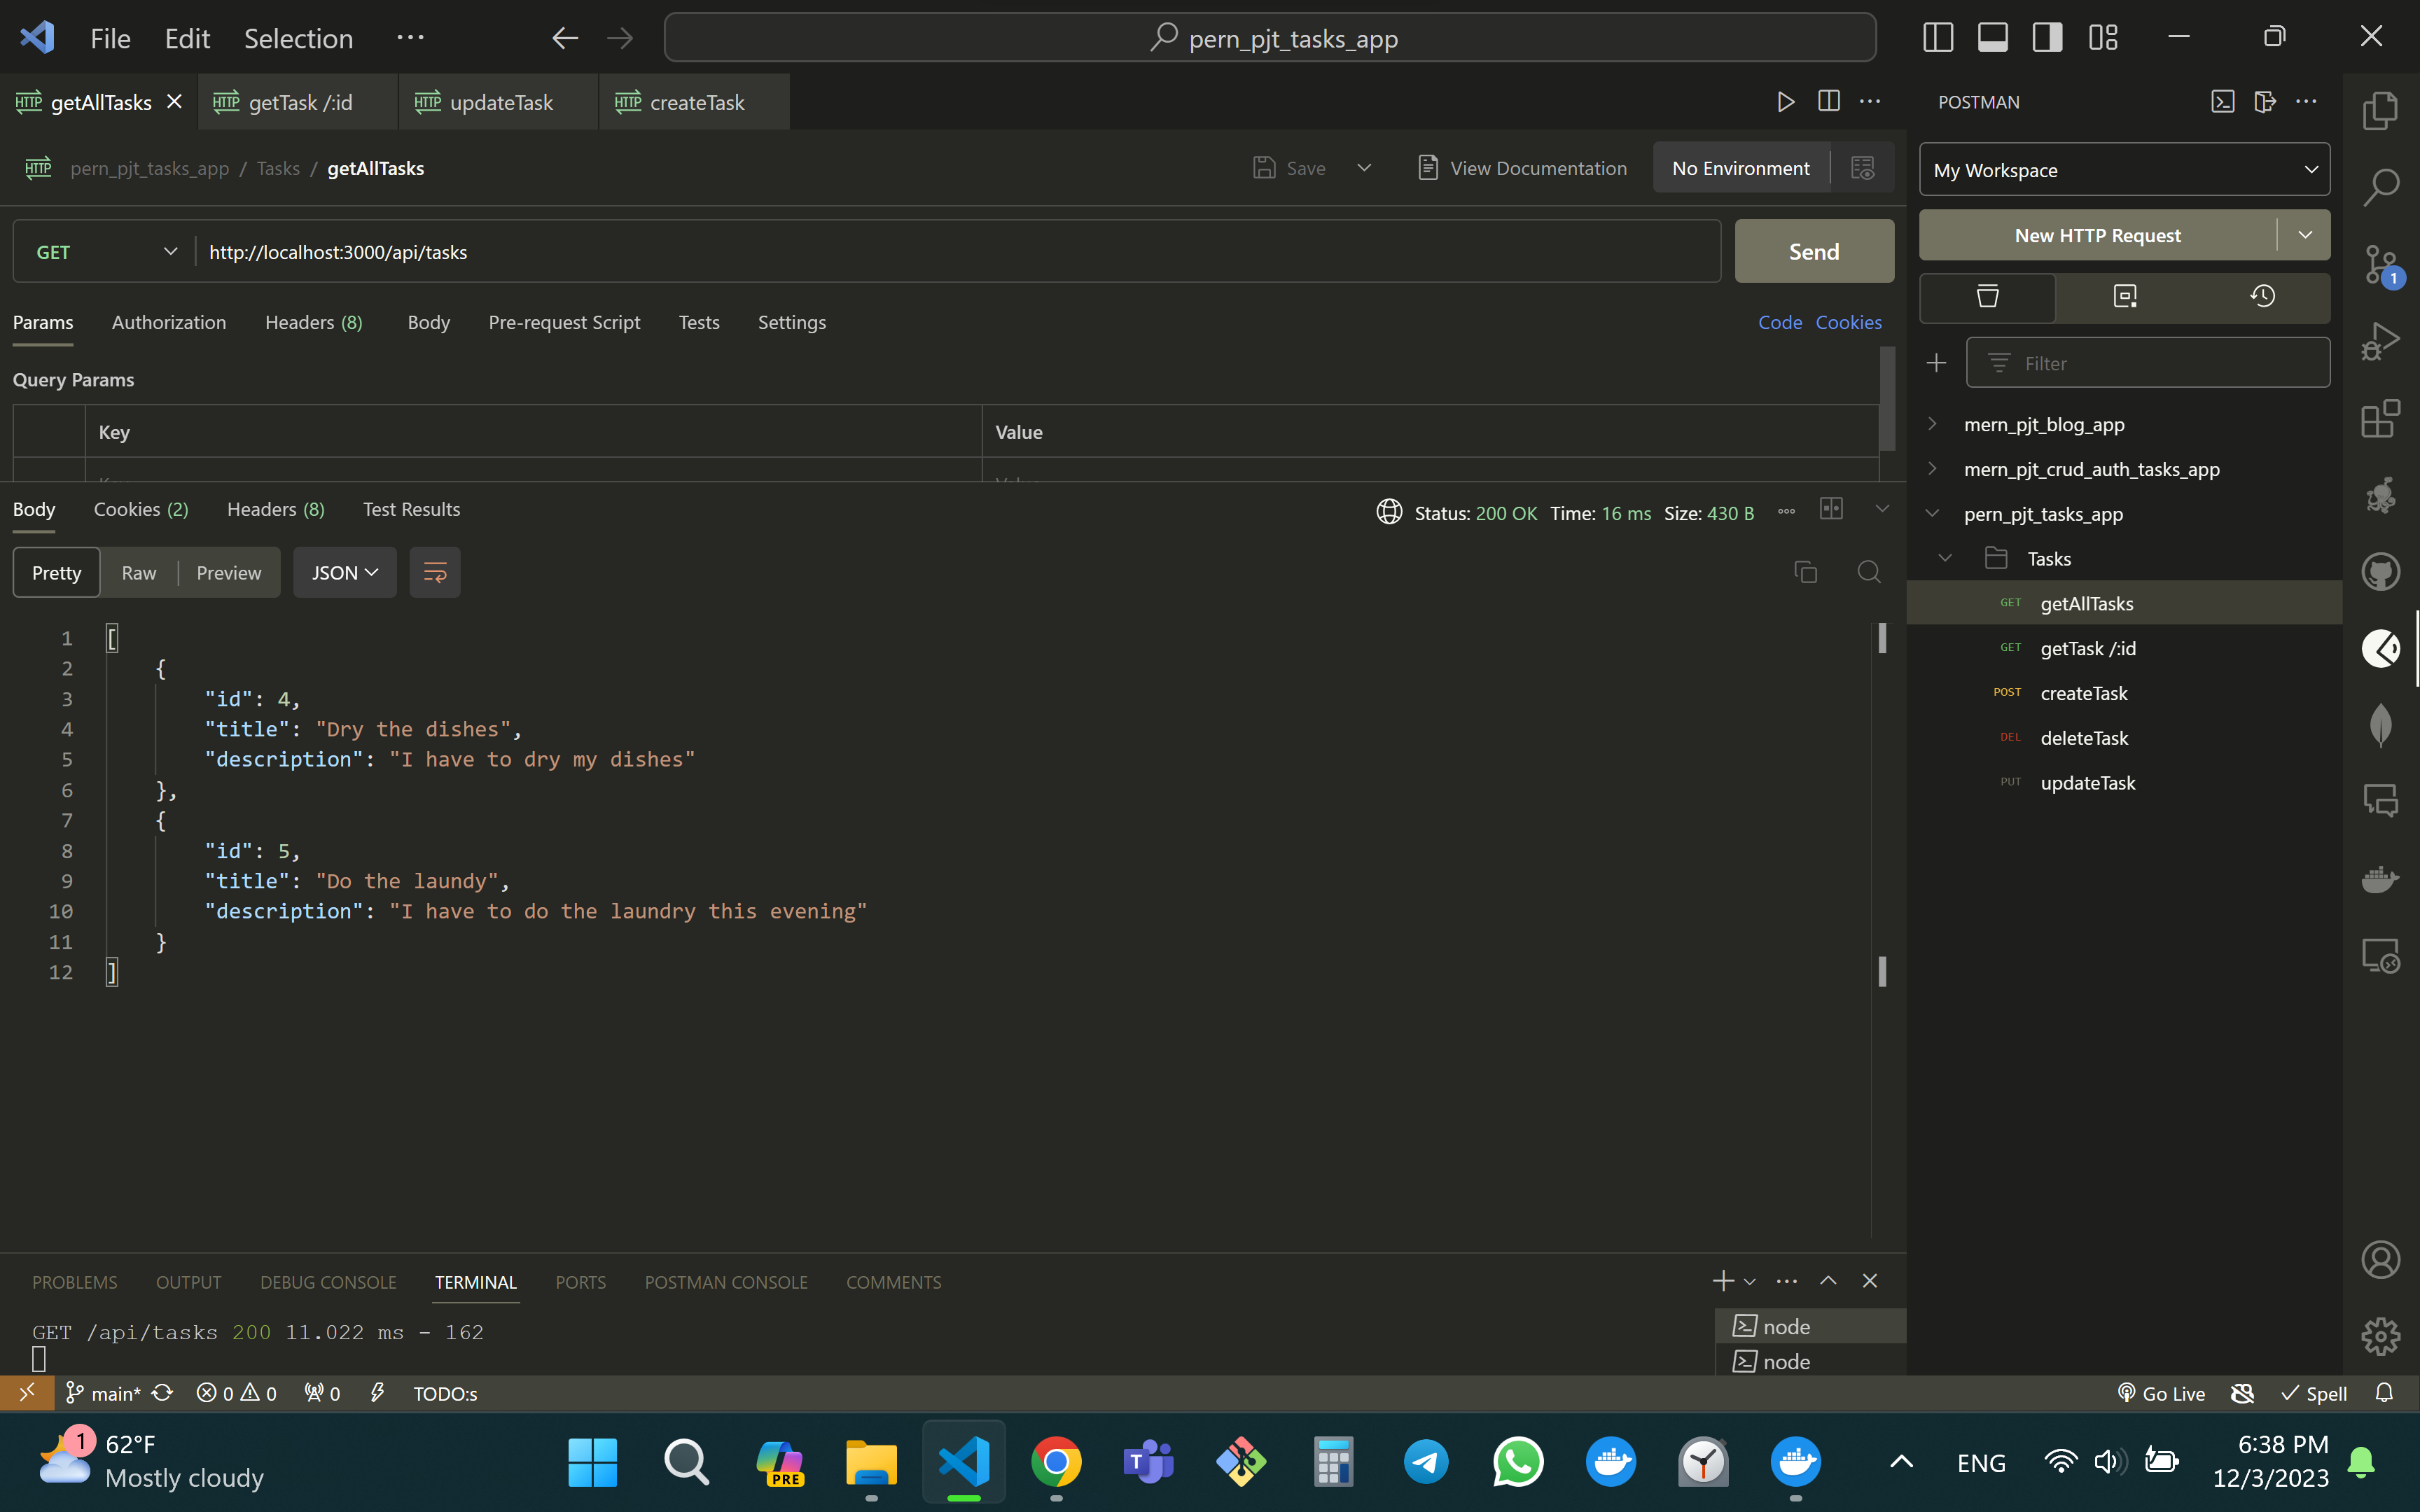 File Edit Selection ··· pern_pjt_tasks_app
HTTP getAllTasks HTTP getTask /:id HTTP updateTask HTTP createTask
POSTMAN
HTTP pern_pjt_tasks_app / Tasks / getAllTasks Save View Documentation No Environment
My Workspace
GET http://localhost:3000/api/tasks Send
New HTTP Request
Params Authorization Headers (8) Body Pre-request Script Tests Settings Code Cookies
Query Params
Filter
Key Value
Key Value
mern_pjt_blog_app
mern_pjt_crud_auth_tasks_app
pern_pjt_tasks_app
Tasks
GET getAllTasks
GET getTask /:id
POST createTask
DEL deleteTask
PUT updateTask
1
Body Cookies (2) Headers (8) Test Results Status: 200 OK Time: 16 ms Size: 430 B
Pretty Raw Preview JSON
1 [
2 {
3 "id": 4,
4 "title": "Dry the dishes",
5 "description": "I have to dry my dishes"
6 },
7 {
8 "id": 5,
9 "title": "Do the laundy",
10 "description": "I have to do the laundry this evening"
11 }
12 ]
PROBLEMS OUTPUT DEBUG CONSOLE TERMINAL PORTS POSTMAN CONSOLE COMMENTS
GET /api/tasks 200 11.022 ms - 162
node
node
main* 0 0 0 TODO:s Go Live Spell
1 62°F
Mostly cloudy
PRE
T
ENG
6:38 PM
12/3/2023